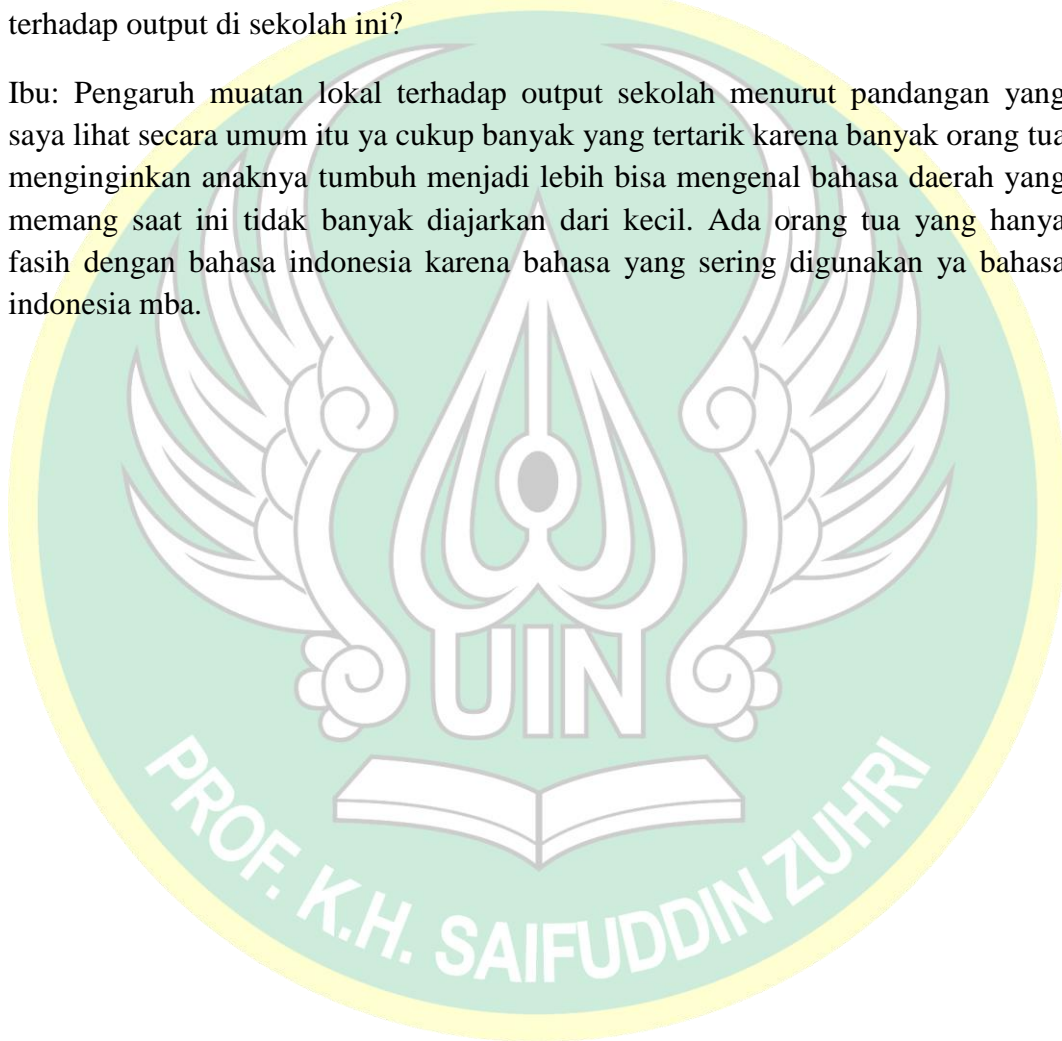 terhadap output di sekolah ini?
Ibu: Pengaruh muatan lokal terhadap output sekolah menurut pandangan yang
saya lihat secara umum itu ya cukup banyak yang tertarik karena banyak orang tua
menginginkan anaknya tumbuh menjadi lebih bisa mengenal bahasa daerah yang
memang saat ini tidak banyak diajarkan dari kecil. Ada orang tua yang hanya
fasih dengan bahasa indonesia karena bahasa yang sering digunakan ya bahasa
indonesia mba.
UIN
PROF. K.H. SAIFUDDIN ZUHRI